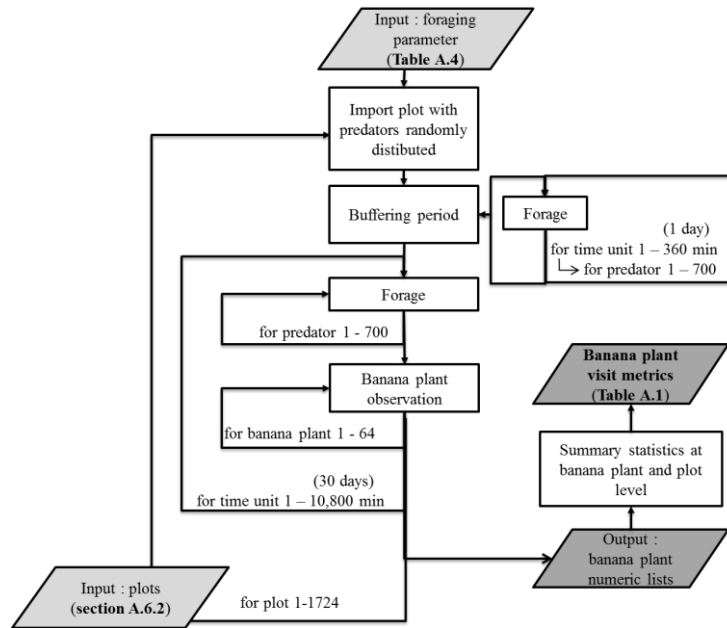 Input : foraging
parameter
(Table A.4)
Import plot with
predators randomly
distibuted
Buffering period
Forage
(1 day)
for time unit 1 – 360 min
for predator 1 – 700
Forage
for predator 1 - 700
Banana plant
observation
for banana plant 1 - 64
(30 days)
for time unit 1 – 10,800 min
Banana plant
visit metrics
(Table A.1)
Summary statistics at
banana plant and plot
level
Output :
banana plant
numeric lists
Input : plots
(section A.6.2)
for plot 1-1724